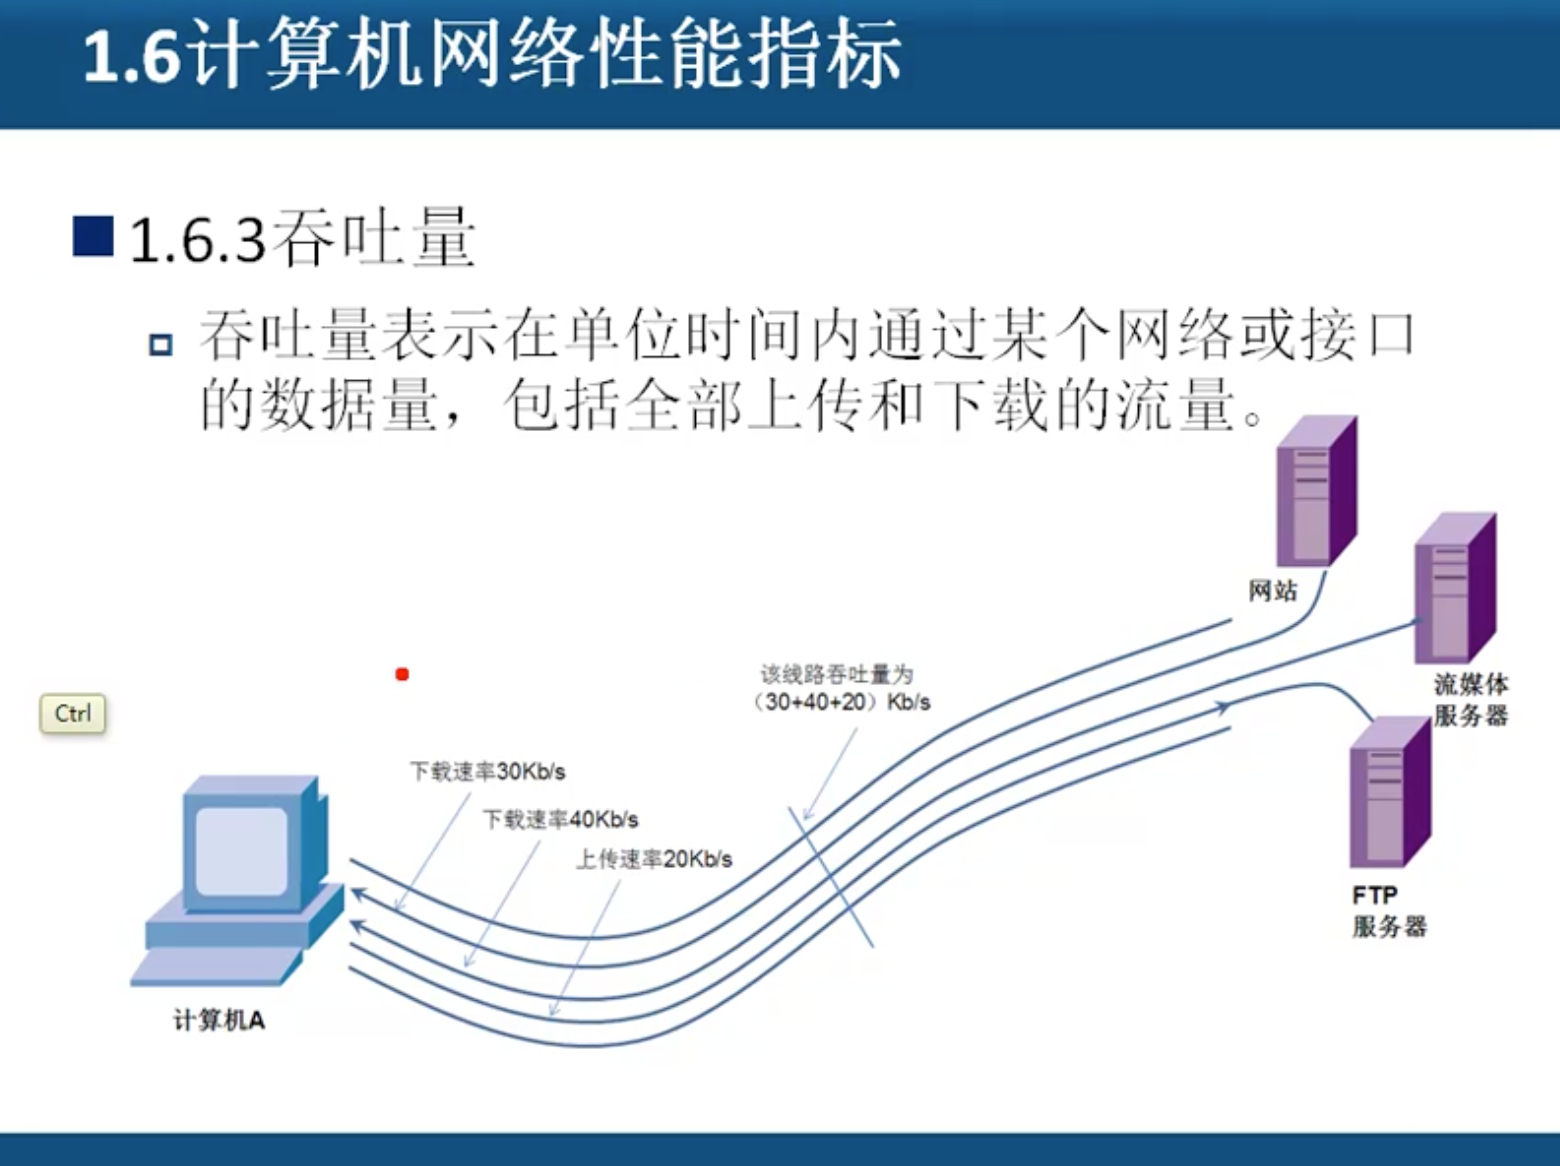 1.6计算机网络性能指标
1.6.3吞吐量
吞吐量表示在单位时间内通过某个网络或接口
的数据量，包括全部上传和下载的流量。
网站
流媒体
服务器
该线路吞吐量为
（30+40+20）Kb/s
Ctrl
下载速率30Kb/s
下载速率40Kb/s
上传速率20Kb/s
FTP
服务器
计算机A